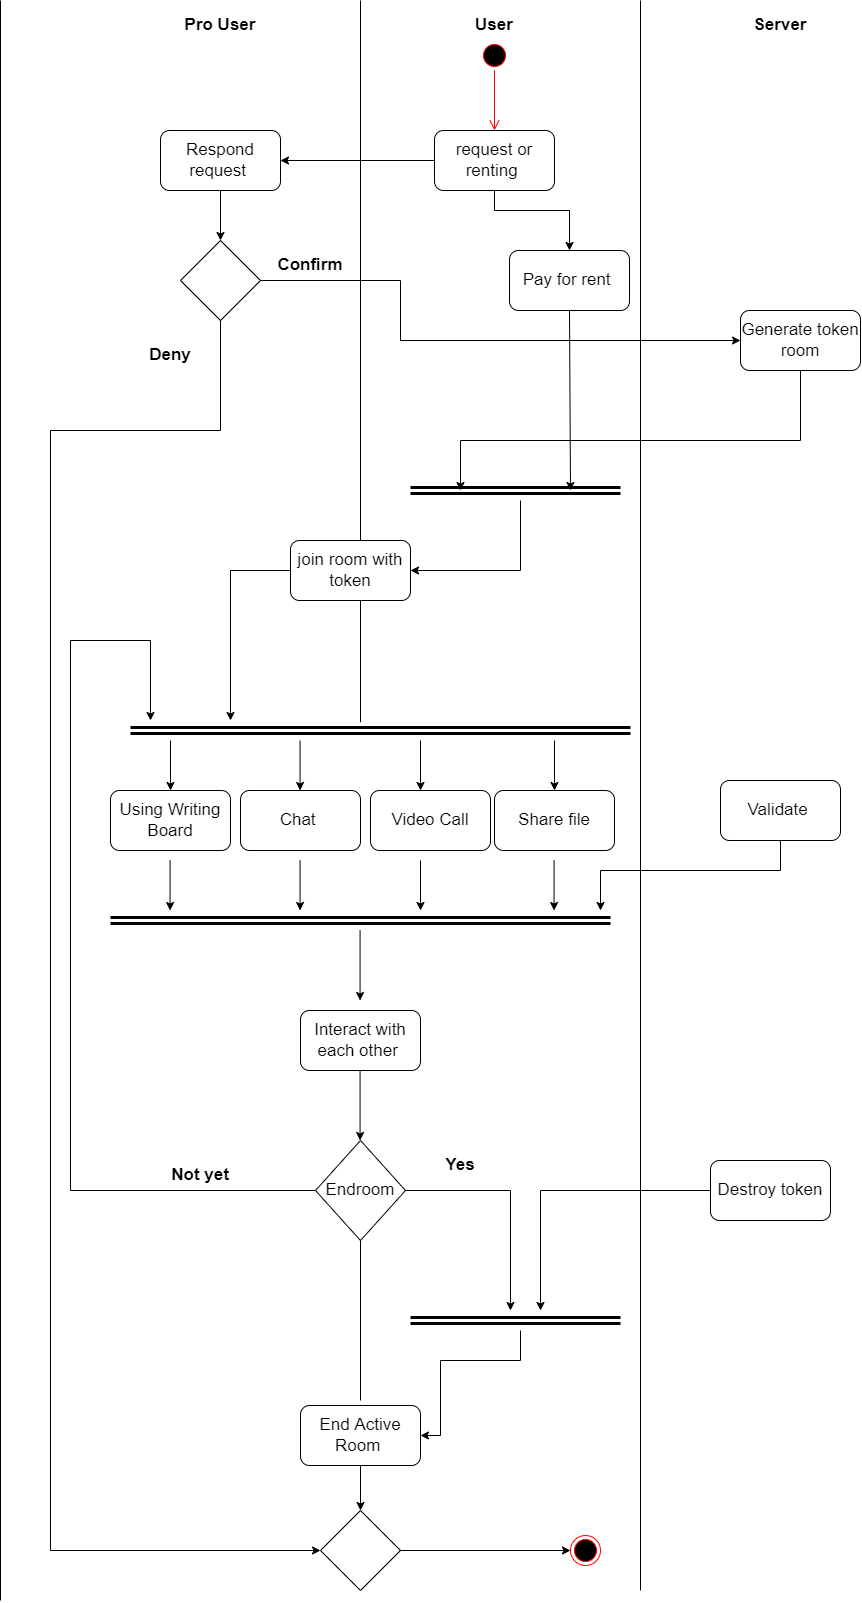 Pro User
User
Server
Respond
request
request or
renting
Confirm
Pay for rent
Generate token
room
Deny
join room with
token
Using Writing
Board
Chat
Video Call
Share file
Validate
Interact with
each other
Not yet
Endroom
Yes
Destroy token
End Active
Room